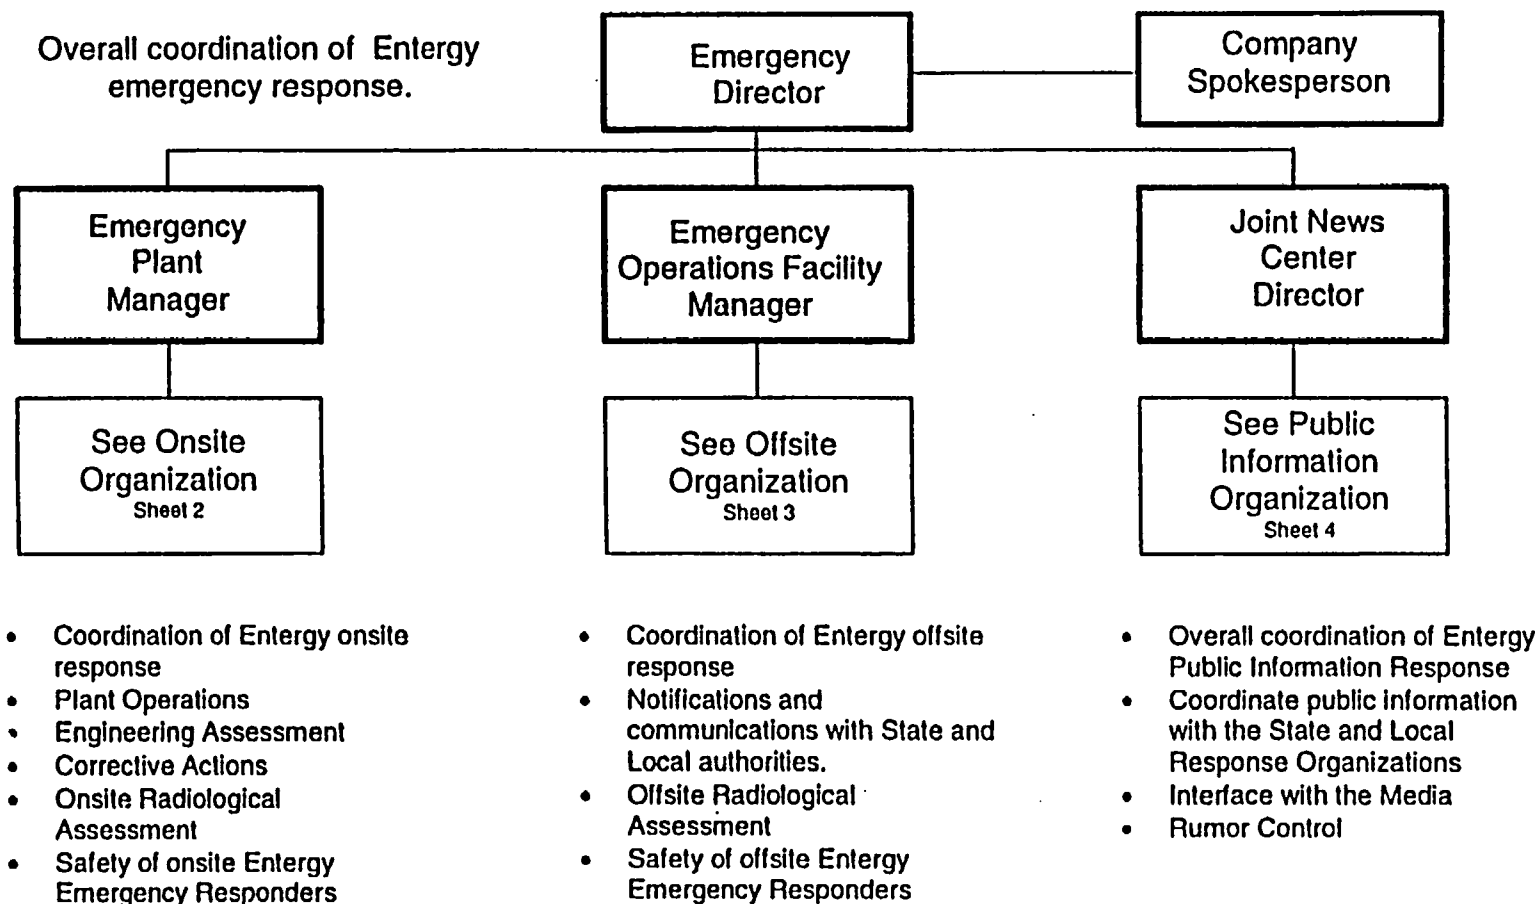 Overall coordination of Entergy
emergency response.
Emergency
Director
Company
Spokesperson
Emergency
Plant
Manager
Emergency
Operations Facility
Manager
Joint News
Center
Director
See Onsite
Organization
Sheet 2
See Offsite
Organization
Sheet 3
See Public
Information
Organization
Sheet 4
• Coordination of Entergy onsite
response
• Plant Operations
• Engineering Assessment
• Corrective Actions
• Onsite Radiological
Assessment
• Safety of onsite Entergy
Emergency Responders
• Coordination of Entergy offsite
response
• Notifications and
communications with State and
Local authorities.
• Offsite Radiological
Assessment
• Safety of offsite Entergy
Emergency Responders
• Overall coordination of Entergy
Public Information Response
• Coordinate public information
with the State and Local
Response Organizations
• Interface with the Media
• Rumor Control